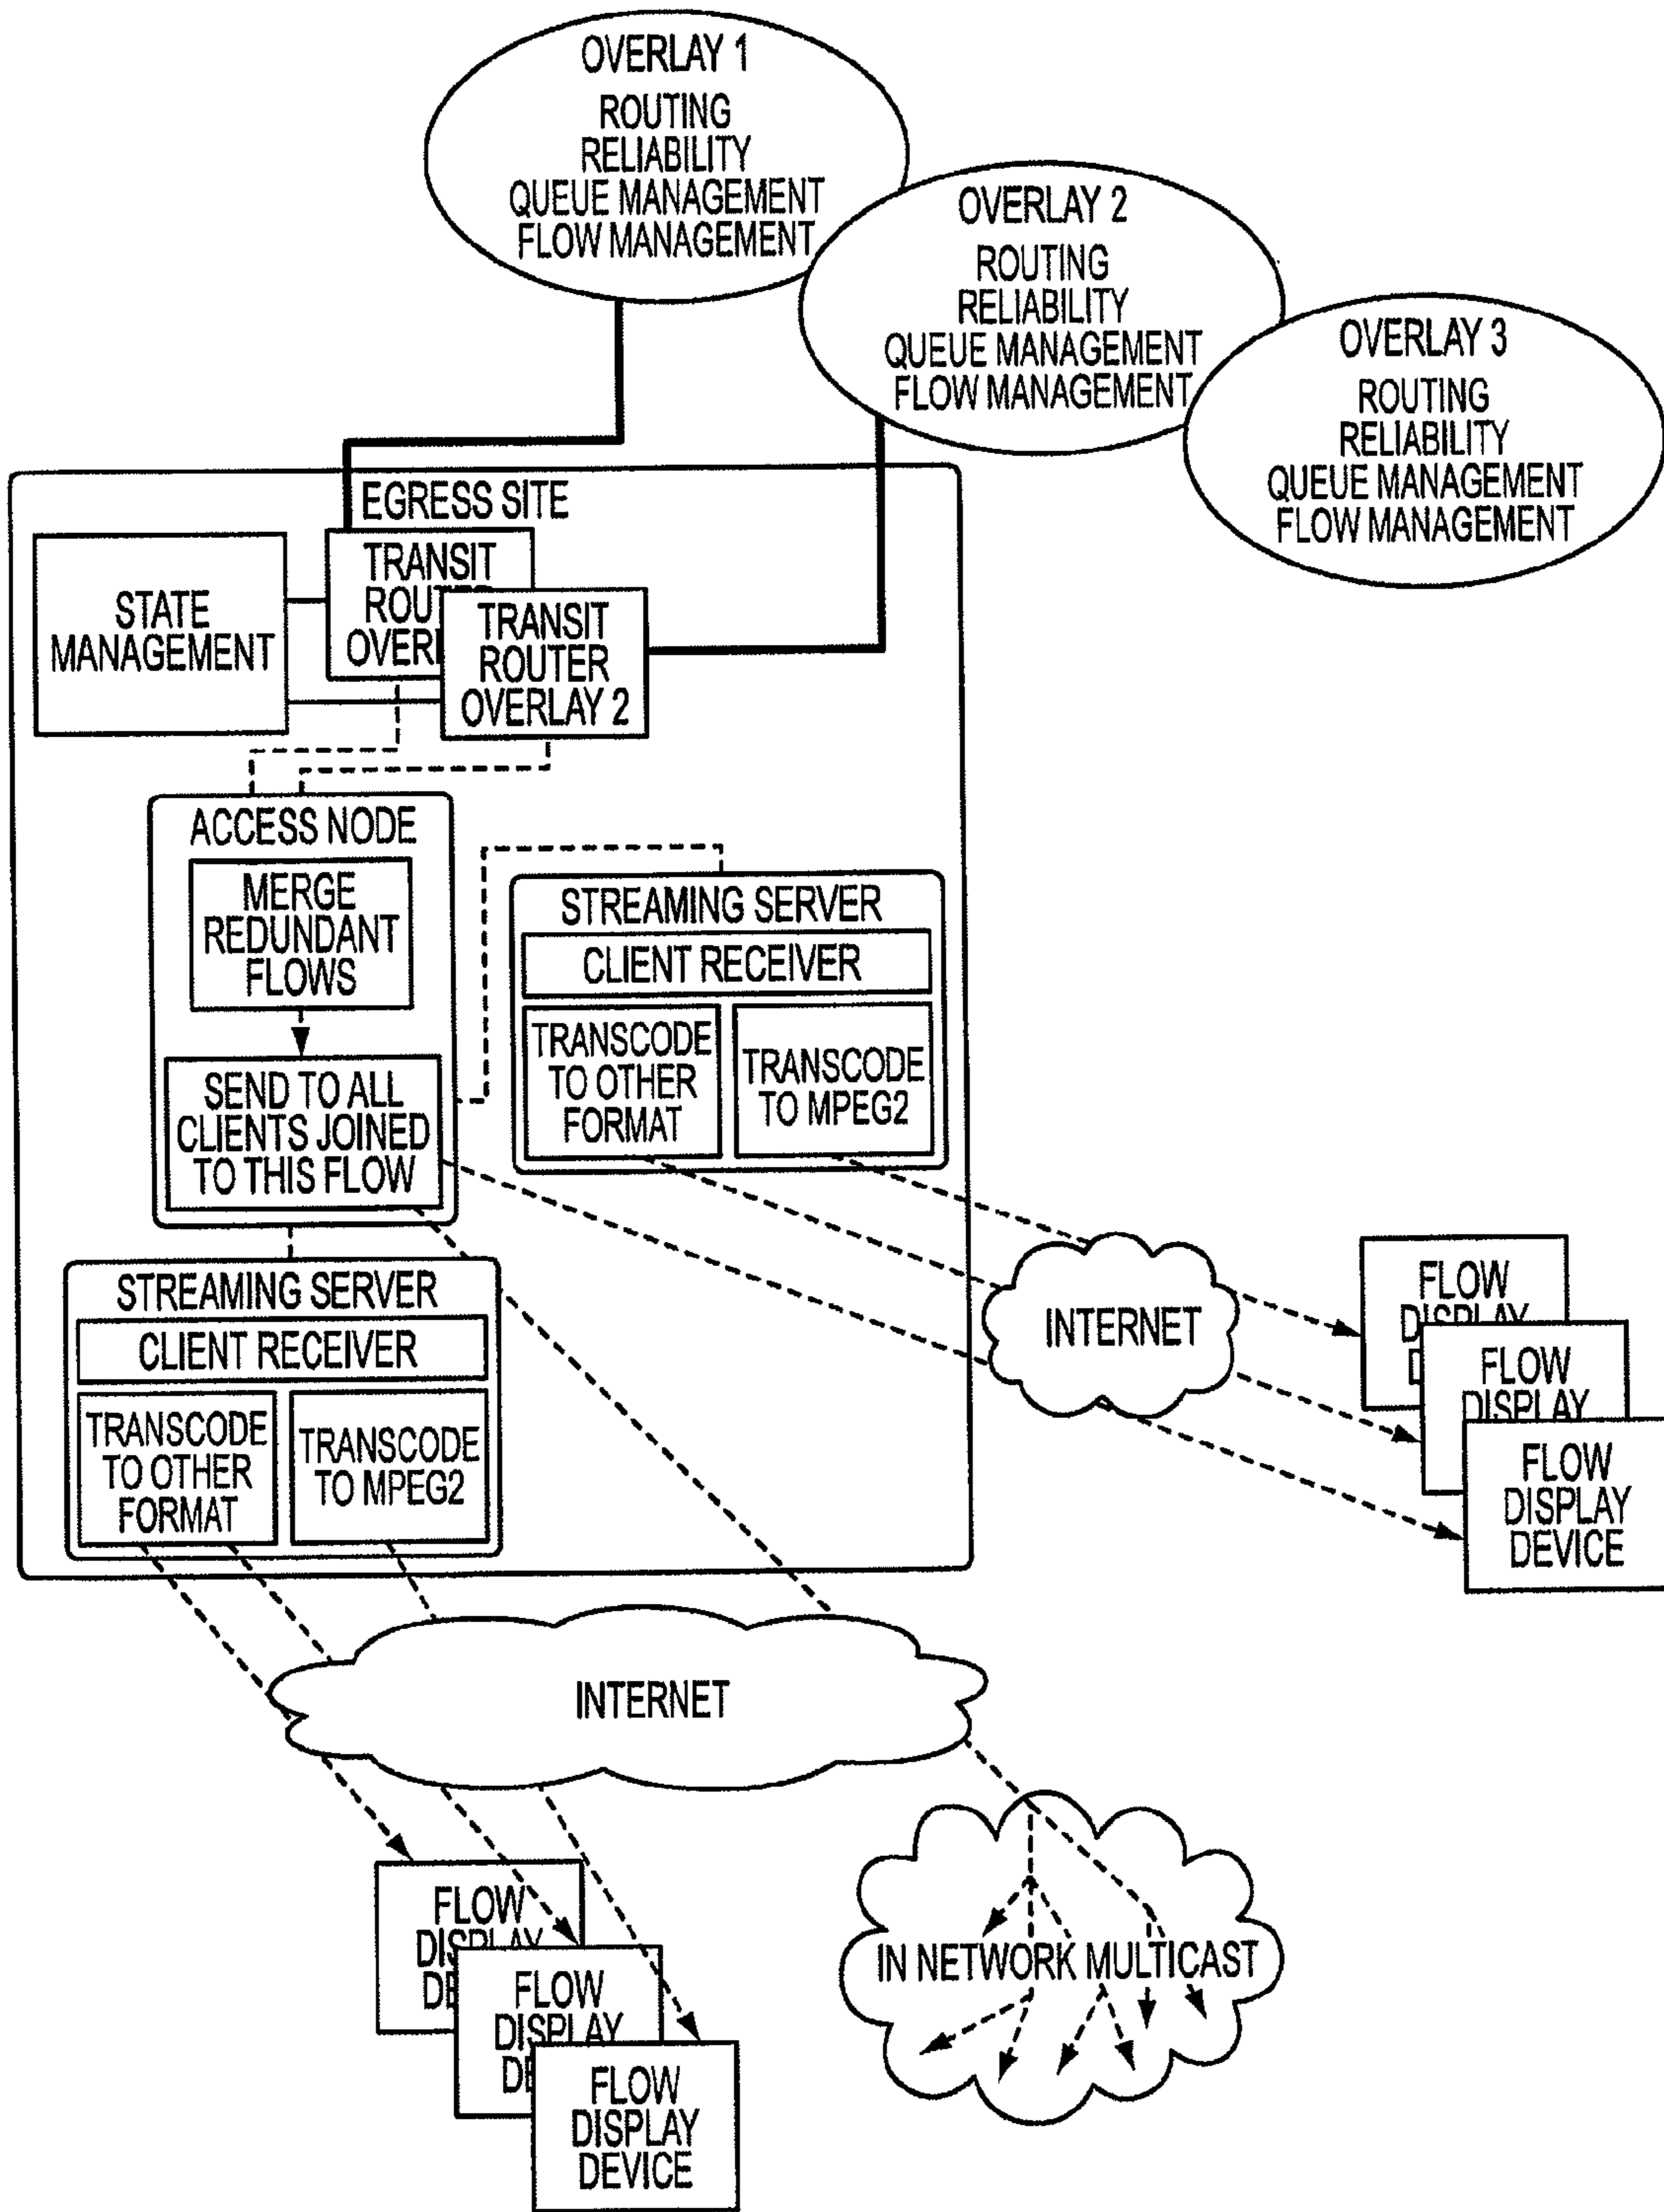 OVERLAY 1
ROUTING
RELIABILITY
QUEUE MANAGEMENT
FLOW MANAGEMENT
OVERLAY 2
ROUTING
RELIABILITY
QUEUE MANAGEMENT
FLOW MANAGEMENT
OVERLAY 3
ROUTING
RELIABILITY
QUEUE MANAGEMENT
FLOW MANAGEMENT
EGRESS SITE
STATE
MANAGEMENT
TRANSIT
TRANSIT
ROUTER
OVERLAY 2
ACCESS NODE
MERGE
REDUNDANT
FLOWS
SEND TO ALL
CLIENTS JOINED
TO THIS FLOW
STREAMING SERVER
CLIENT RECEIVER
TRANSCODE
TO OTHER
FORMAT
TRANSCODE
TO MPEG2
STREAMING SERVER
CLIENT RECEIVER
TRANSCODE
TO OTHER
FORMAT
TRANSCODE
TO MPEG2
INTERNET
FLOW
DISPLAY
FLOW
DISPLAY
FLOW
DISPLAY
DEVICE
INTERNET
IN NETWORK MULTICAST
FLOW
DISPLAY
FLOW
DISPLAY
FLOW
DISPLAY
DEVICE